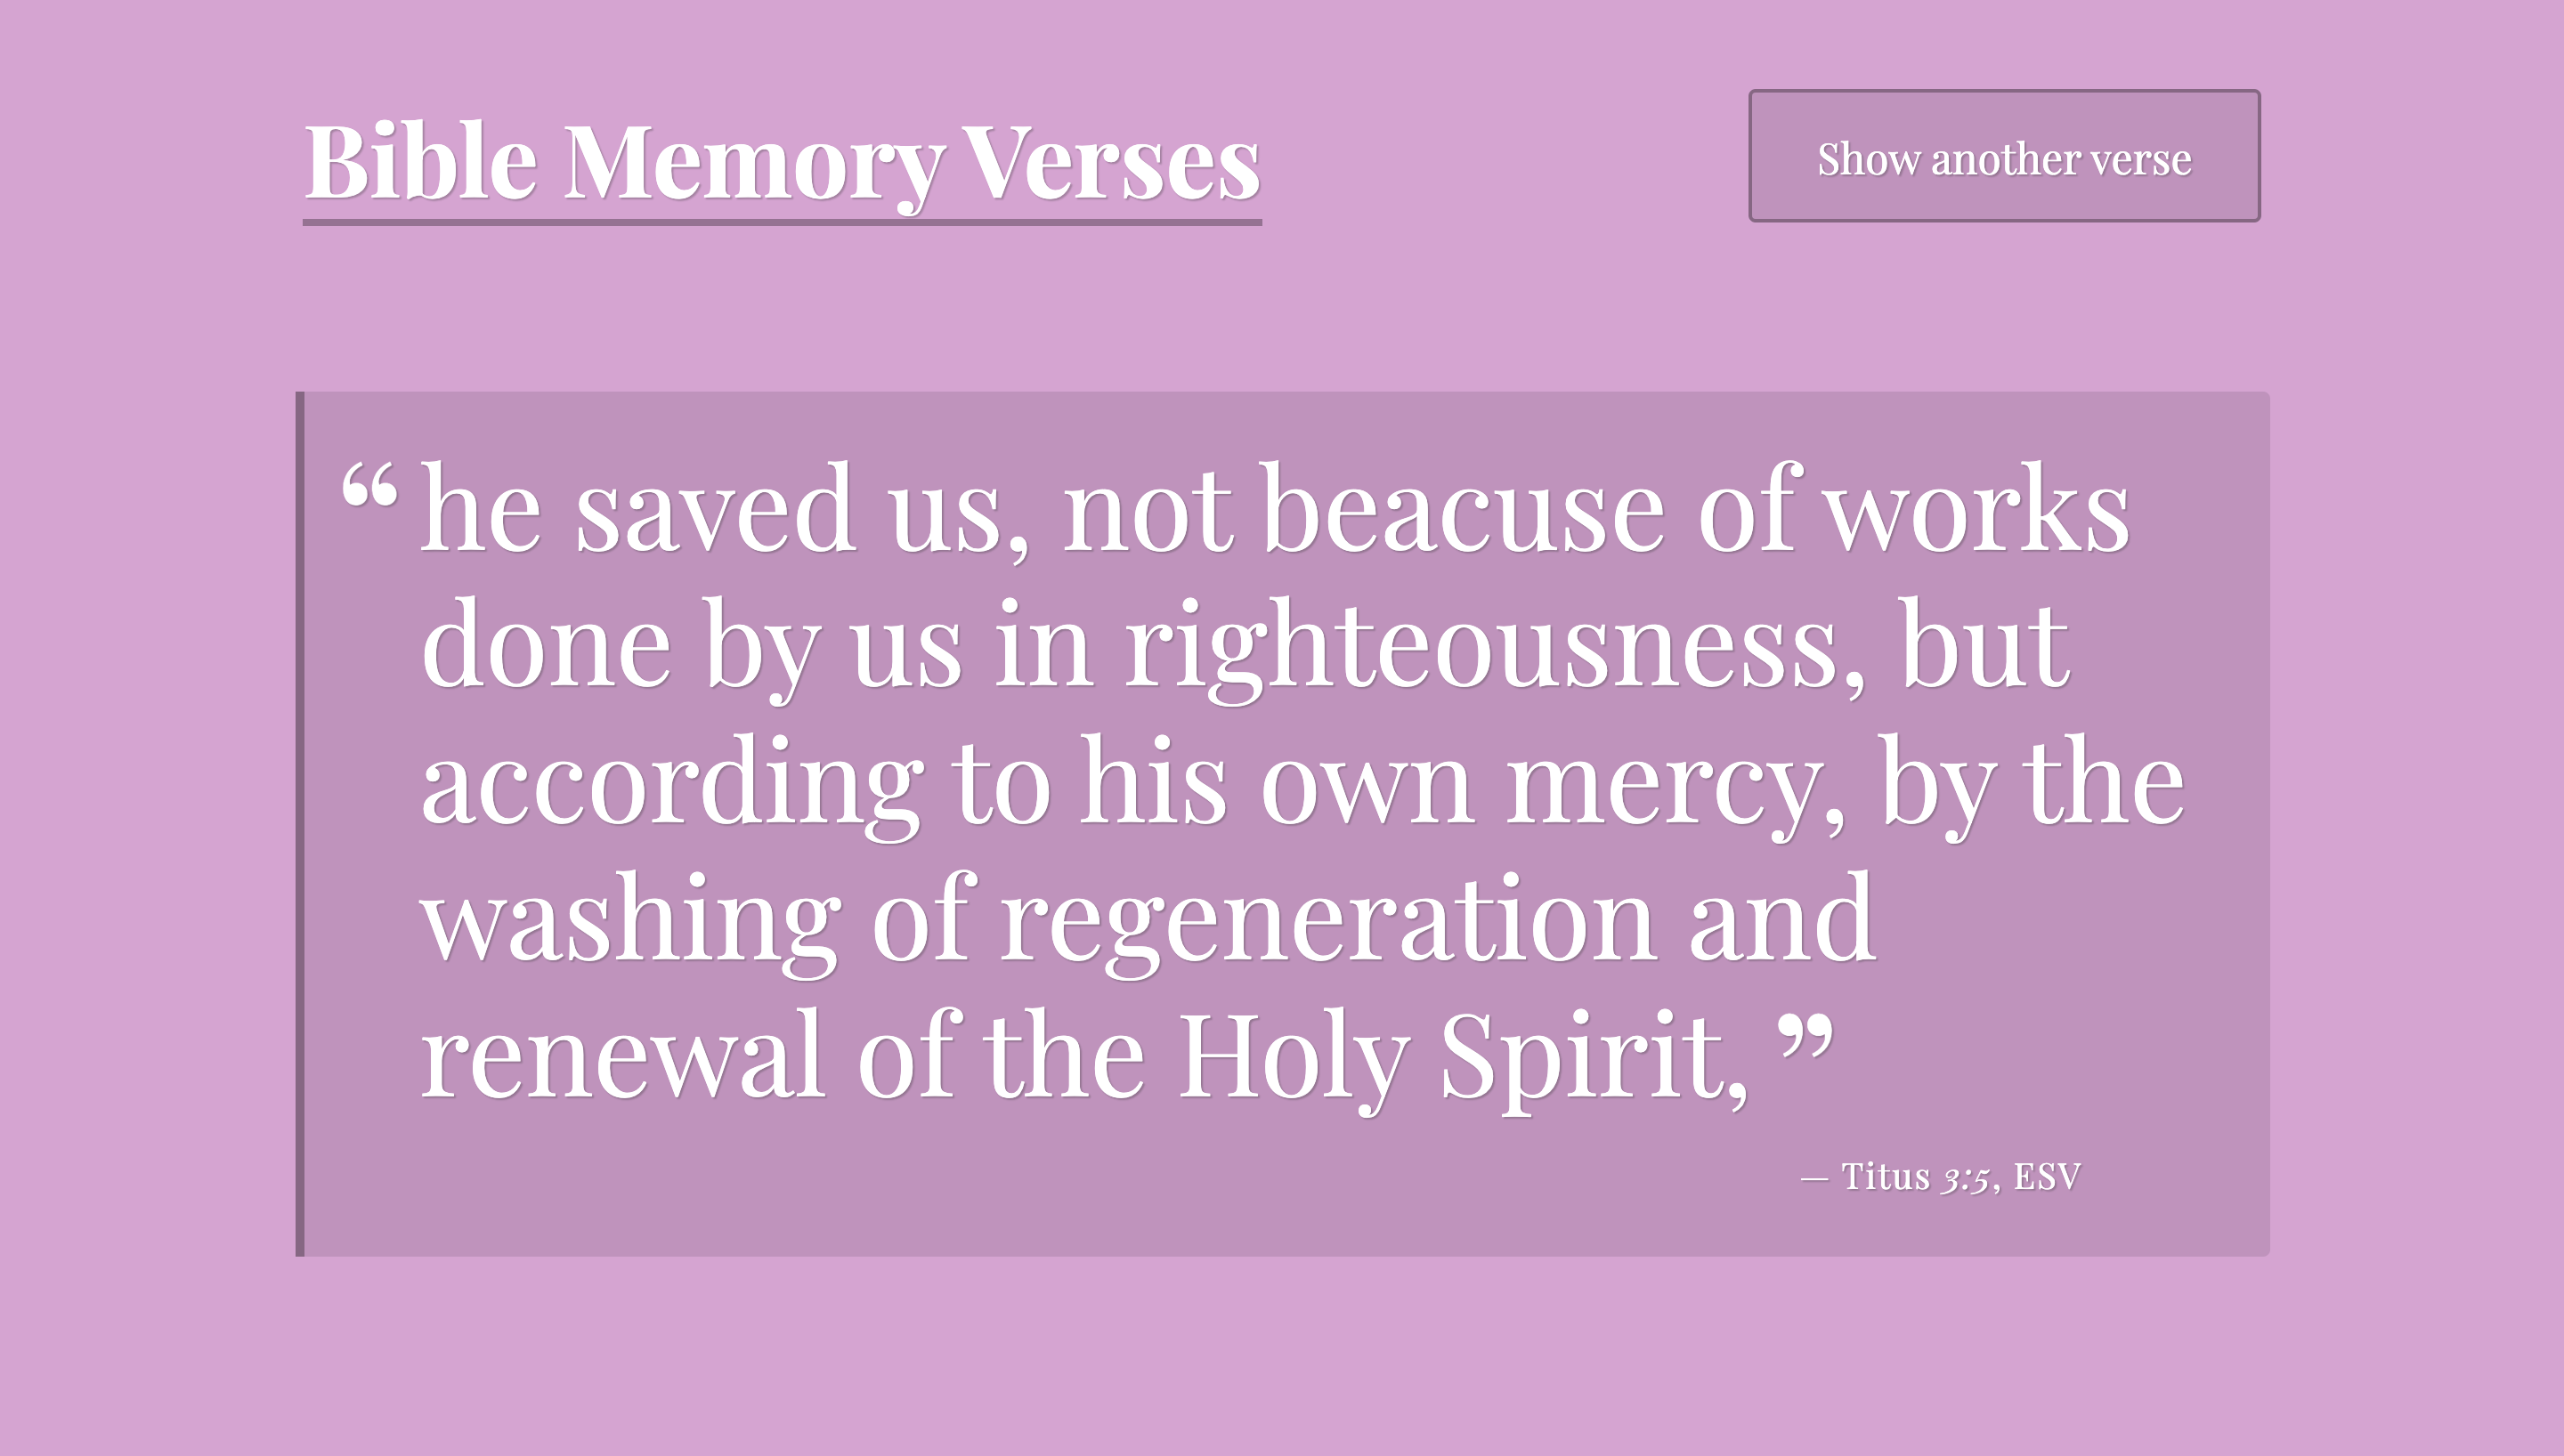 Bible Memory Verses
Show another verse
“he saved us, not beacuse of works
done by us in righteousness, but
according to his own mercy, by the
washing of regeneration and
renewal of the Holy Spirit,”
— Titus 3:5, ESV